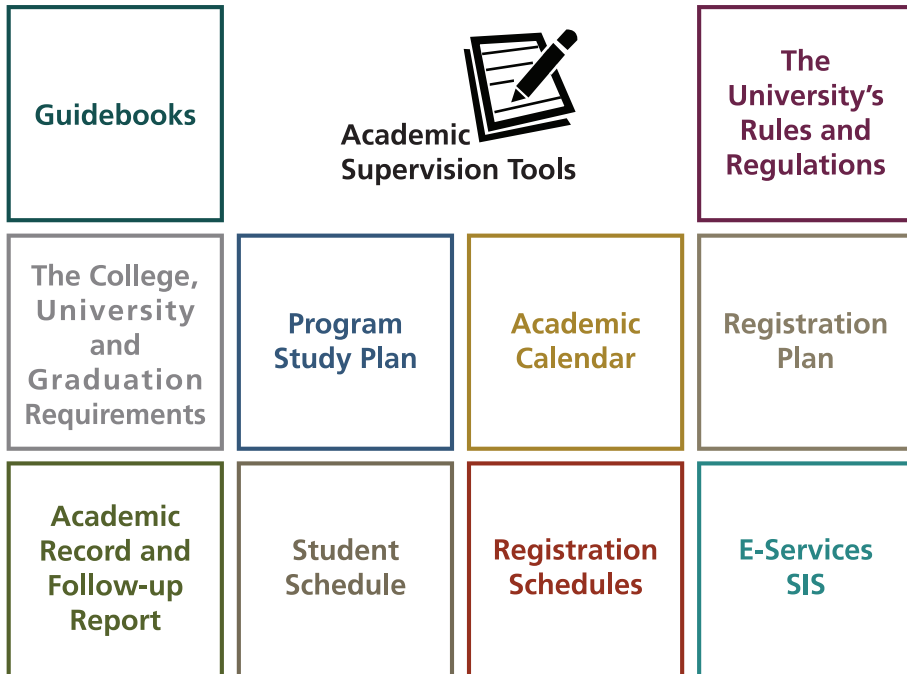 Guidebooks
Academic
Supervision Tools
The
University's
Rules and
Regulations
The College,
University
and
Graduation
Requirements
Program
Study Plan
Academic
Calendar
Registration
Plan
Academic
Record and
Follow-up
Report
Student
Schedule
Registration
Schedules
E-Services
SIS